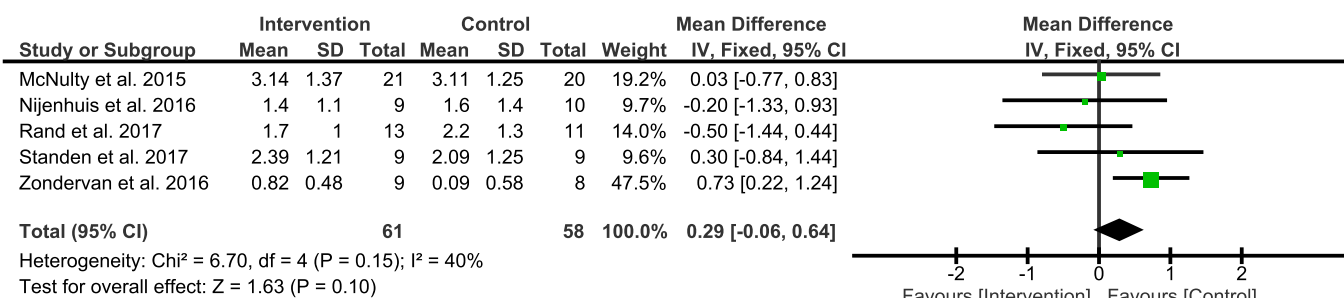 Intervention Control Mean Difference Mean Difference
Study or Subgroup Mean SD Total Mean SD Total Weight IV, Fixed, 95% CI IV, Fixed, 95% CI
McNulty et al. 2015 3.14 1.37 21 3.11 1.25 20 19.2% 0.03 [-0.77, 0.83]
Nijenhuis et al. 2016 1.4 1.1 9 1.6 1.4 10 9.7% -0.20 [-1.33, 0.93]
Rand et al. 2017 1.7 1 13 2.2 1.3 11 14.0% -0.50 [-1.44, 0.44]
Standen et al. 2017 2.39 1.21 9 2.09 1.25 9 9.6% 0.30 [-0.84, 1.44]
Zondervan et al. 2016 0.82 0.48 9 0.09 0.58 8 47.5% 0.73 [0.22, 1.24]
Total (95% CI) 61 58 100.0% 0.29 [-0.06, 0.64]
Heterogeneity: Chi² = 6.70, df = 4 (P = 0.15); I² = 40%
Test for overall effect: Z = 1.63 (P = 0.10)
-2 -1 0 1 2
Favours [Intervention] Favours [Control]